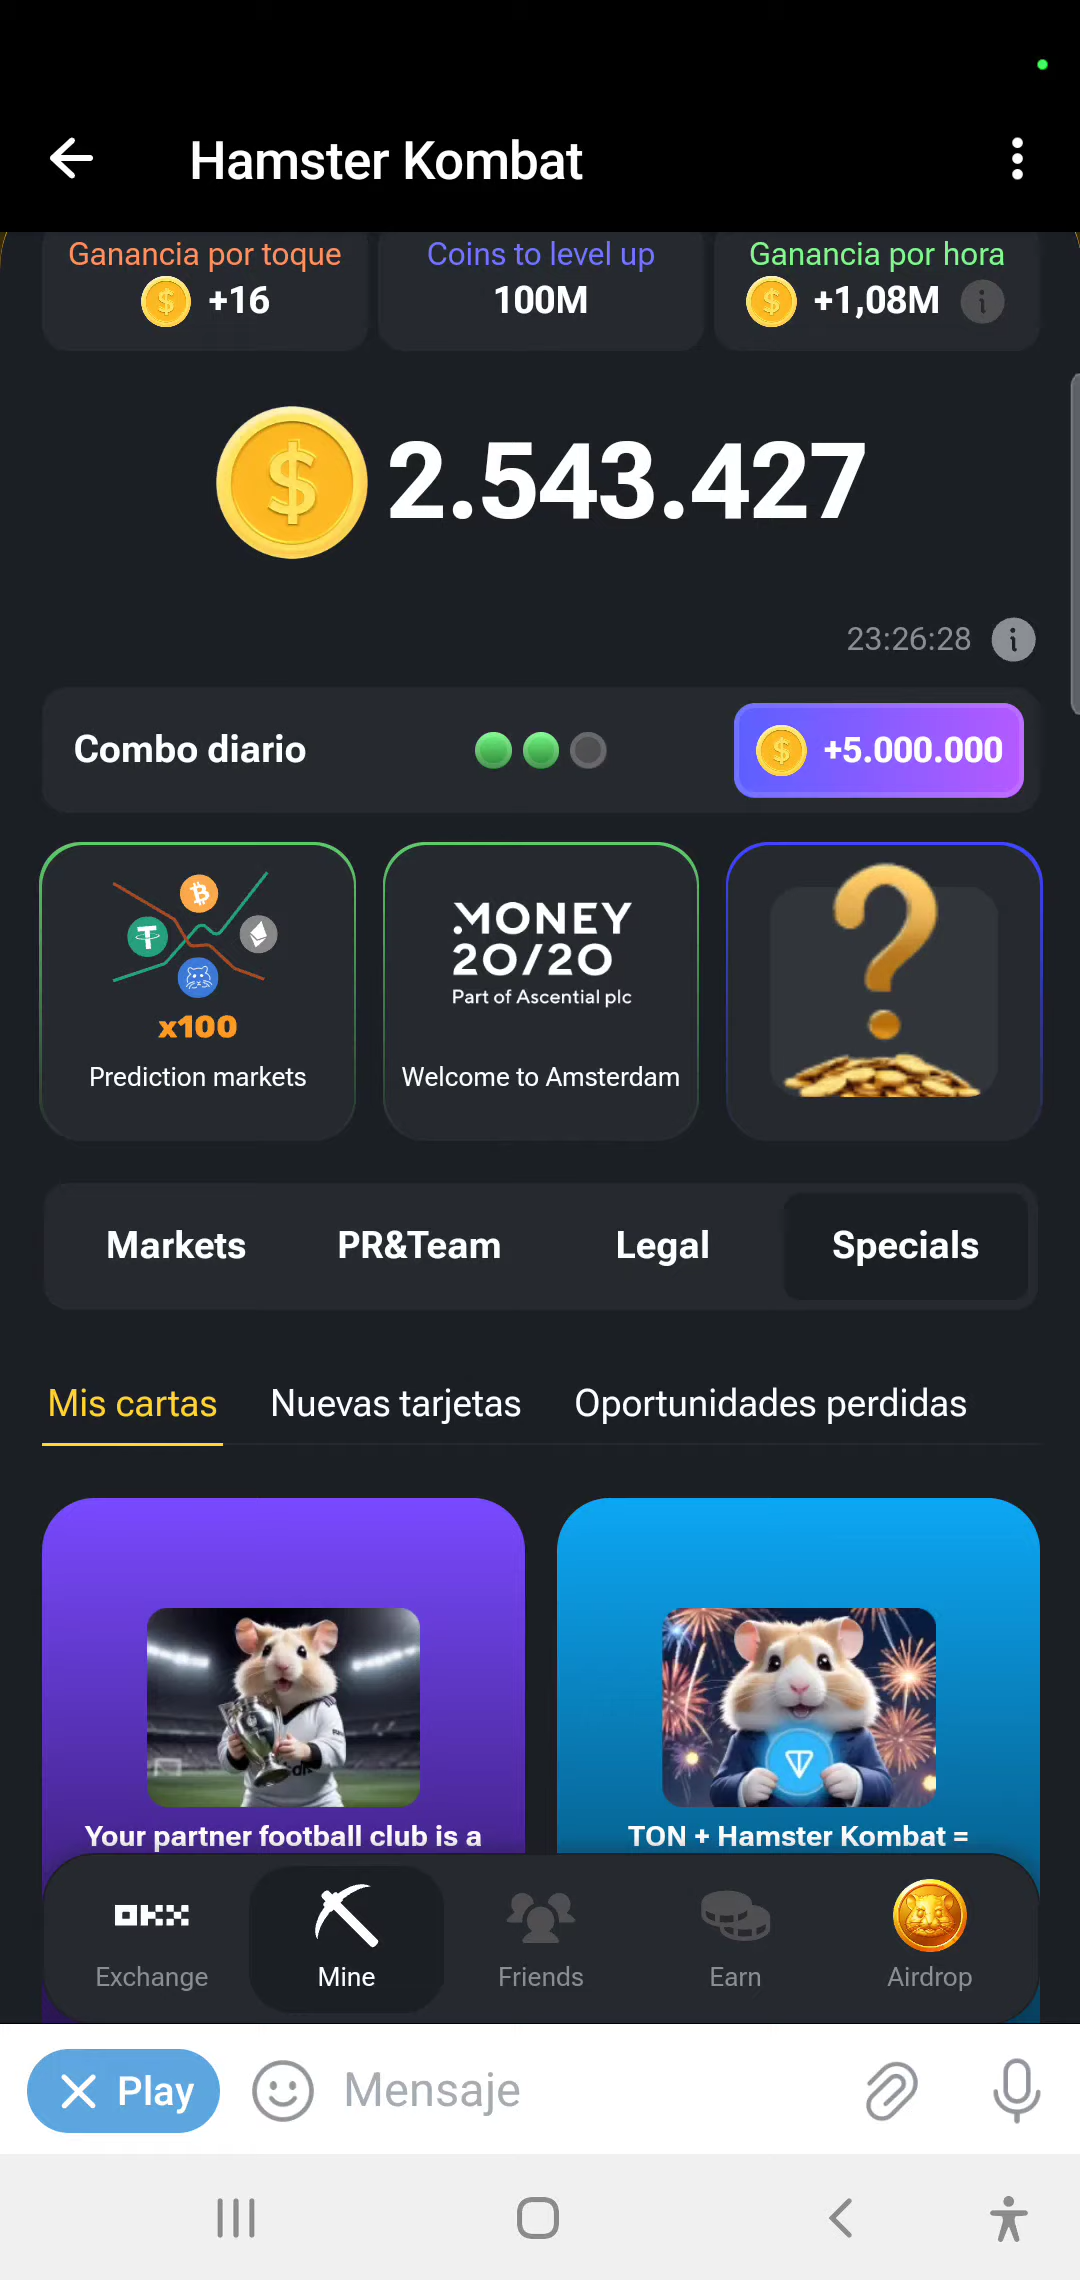 Hamster Kombat
Ganancia por toque
+16
Coins to level up
100M
Ganancia por hora
+1,08M
2.543.427
23:26:28
Combo diario
+5.000.000
x100
Prediction markets
MONEY
20/20
Part of Ascential plc
Welcome to Amsterdam
Markets
PR&Team
Legal
Specials
Mis cartas
Nuevas tarjetas
Oportunidades perdidas
Your partner football club is a
TON + Hamster Kombat =
Exchange
Mine
Friends
Earn
Airdrop
Play
Mensaje